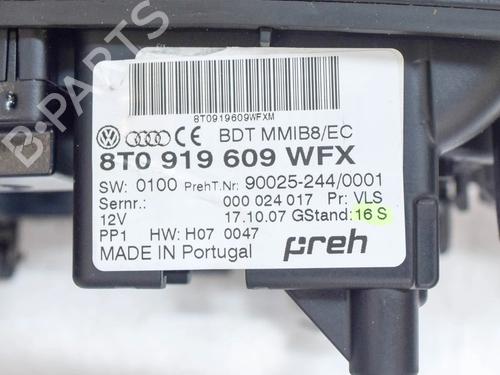 B-PARTS
8T0919609WFXM
CE BDT MMIB8/EC
8T0 919 609 WFX
SW: 0100 PrehT.Nr: 90025-244/0001
Sernr.: 000 024 017 Pr: VLS
12V 17.10.07 GStand: 16 S
PP1 HW: H07 0047
MADE IN Portugal preh